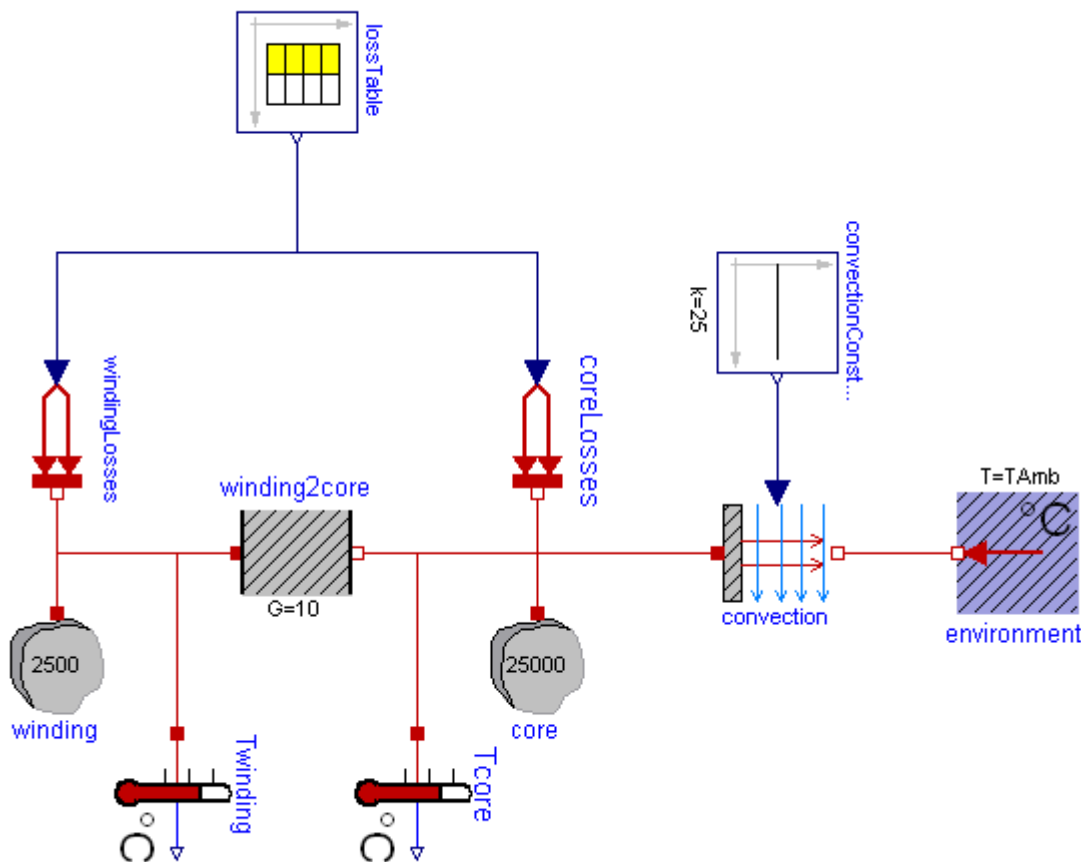 lossTable
convectionConst...
k=25
windingLosses
coreLosses
winding2core
G=10
T=TAmb
°C
environment
convection
2500
winding
25000
core
Twinding
°C
Tcore
°C